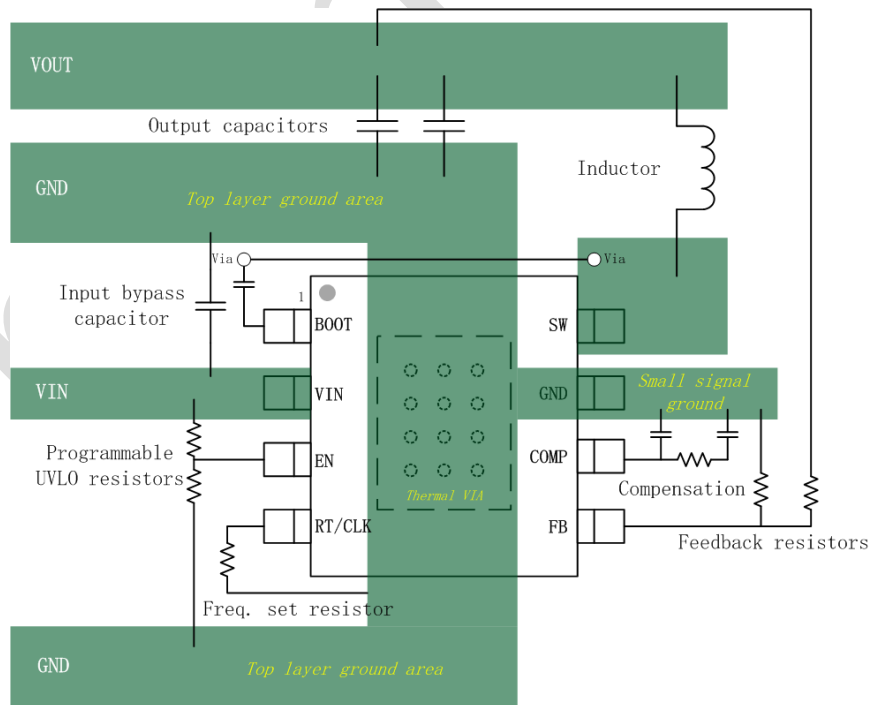 VOUT
Output capacitors
GND
Top layer ground area
Inductor
Via
Via
Input bypass
capacitor
1
BOOT
SW
VIN
VIN
GND
Small signal
ground
Programmable
UVLO resistors
EN
COMP
Compensation
Thermal VIA
RT/CLK
FB
Feedback resistors
Freq. set resistor
GND
Top layer ground area